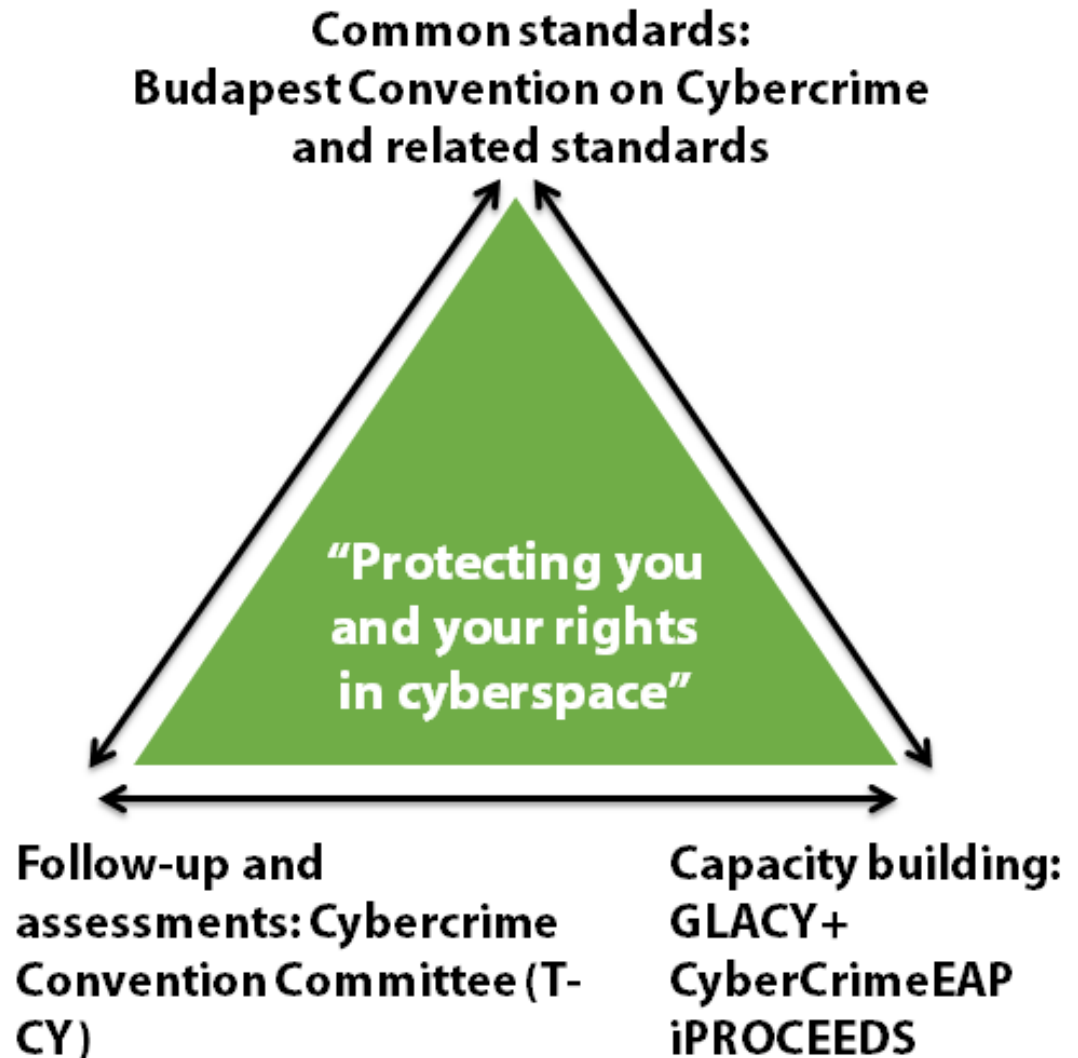 Common standards:
Budapest Convention on Cybercrime
and related standards
“Protecting you
and your rights
in cyberspace”
Follow-up and
assessments: Cybercrime
Convention Committee (T-
CY)
Capacity building:
GLACY+
CyberCrimeEAP
iPROCEEDS